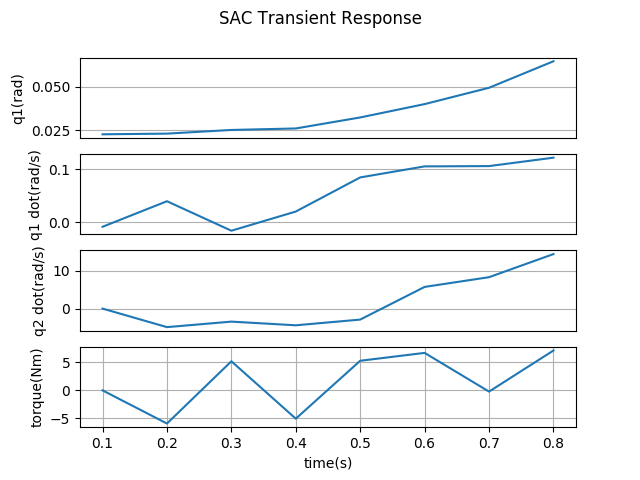 SAC Transient Response
q1(rad)
0.050
0.025
q1 dot(rad/s)
0.1
0.0
q2 dot(rad/s)
10
0
torque(Nm)
5
0
−5
0.1 0.2 0.3 0.4 0.5 0.6 0.7 0.8
time(s)